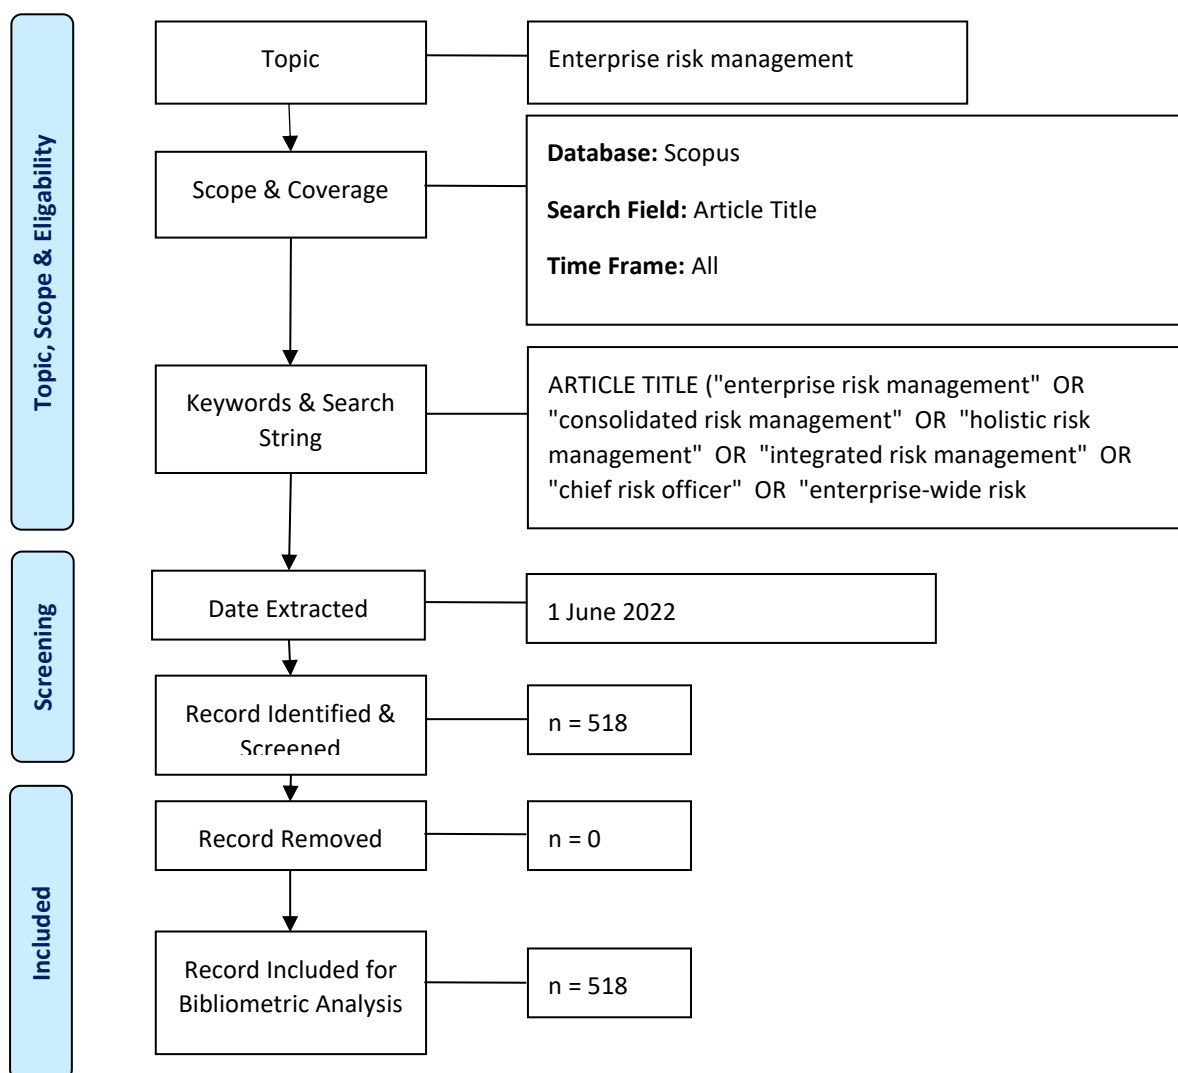 Topic, Scope & Eligability
Topic
Enterprise risk management
Scope & Coverage
Database: Scopus
Search Field: Article Title
Time Frame: All
Keywords & Search
String
ARTICLE TITLE ("enterprise risk management" OR
"consolidated risk management" OR "holistic risk
management" OR "integrated risk management" OR
"chief risk officer" OR "enterprise-wide risk
Screening
Date Extracted
1 June 2022
Record Identified &
Screened
n = 518
Included
Record Removed
n = 0
Record Included for
Bibliometric Analysis
n = 518